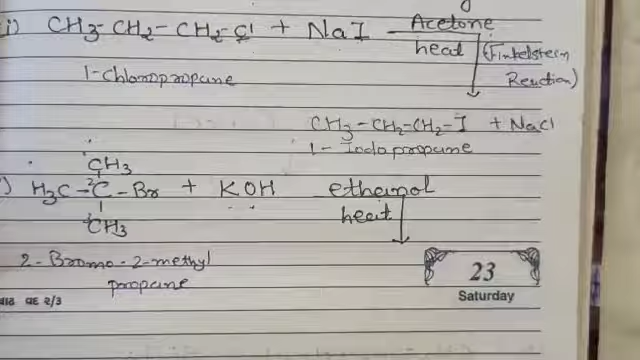 i) CH3-CH2-CH2-Cl + NaI Acetone
heat (Finkelstein
Reaction)
1-Chloropropane
CH3-CH2-CH2-I + NaCl
1-Iodopropane
CH3
H3C-C-Br + KOH ethanol
heat
CH3
2-Bromo-2-methyl
propane
23
Saturday